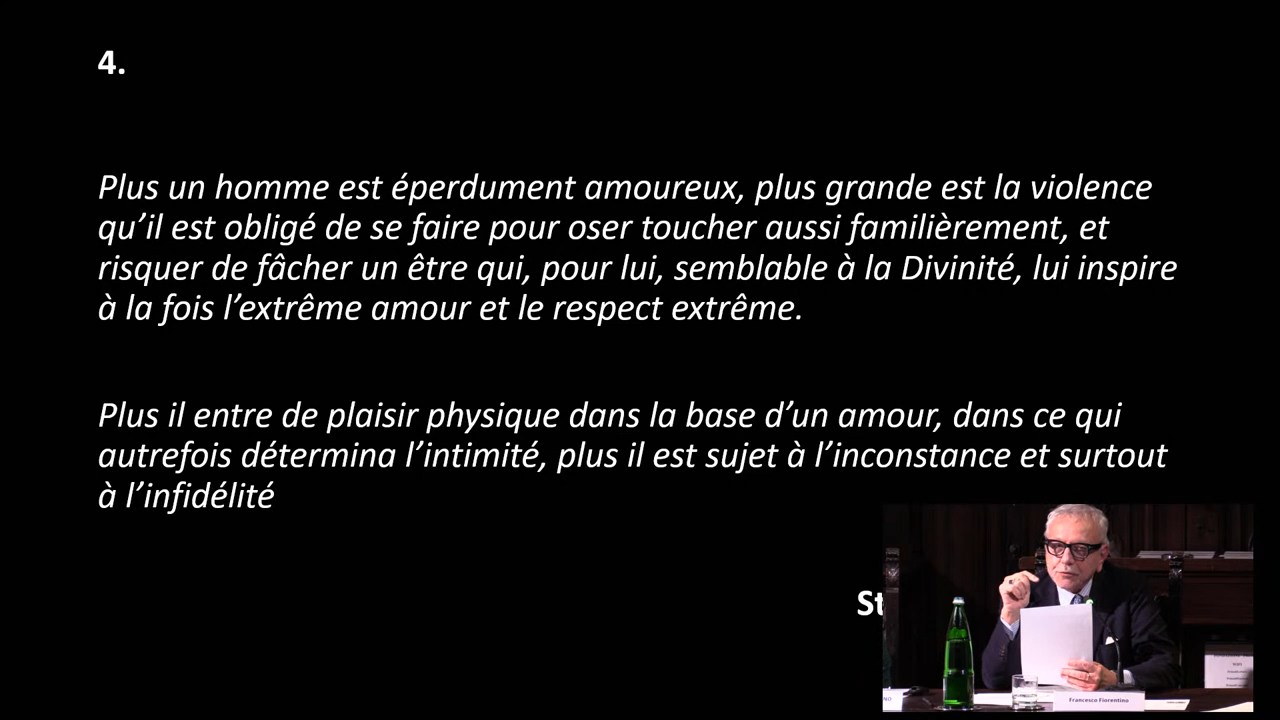 4.
Plus un homme est éperdument amoureux, plus grande est la violence
qu’il est obligé de se faire pour oser toucher aussi familièrement, et
risquer de fâcher un être qui, pour lui, semblable à la Divinité, lui inspire
à la fois l’extrême amour et le respect extrême.
Plus il entre de plaisir physique dans la base d’un amour, dans ce qui
autrefois détermina l’intimité, plus il est sujet à l’inconstance et surtout
à l’infidélité
St
Francesco Fiorentino